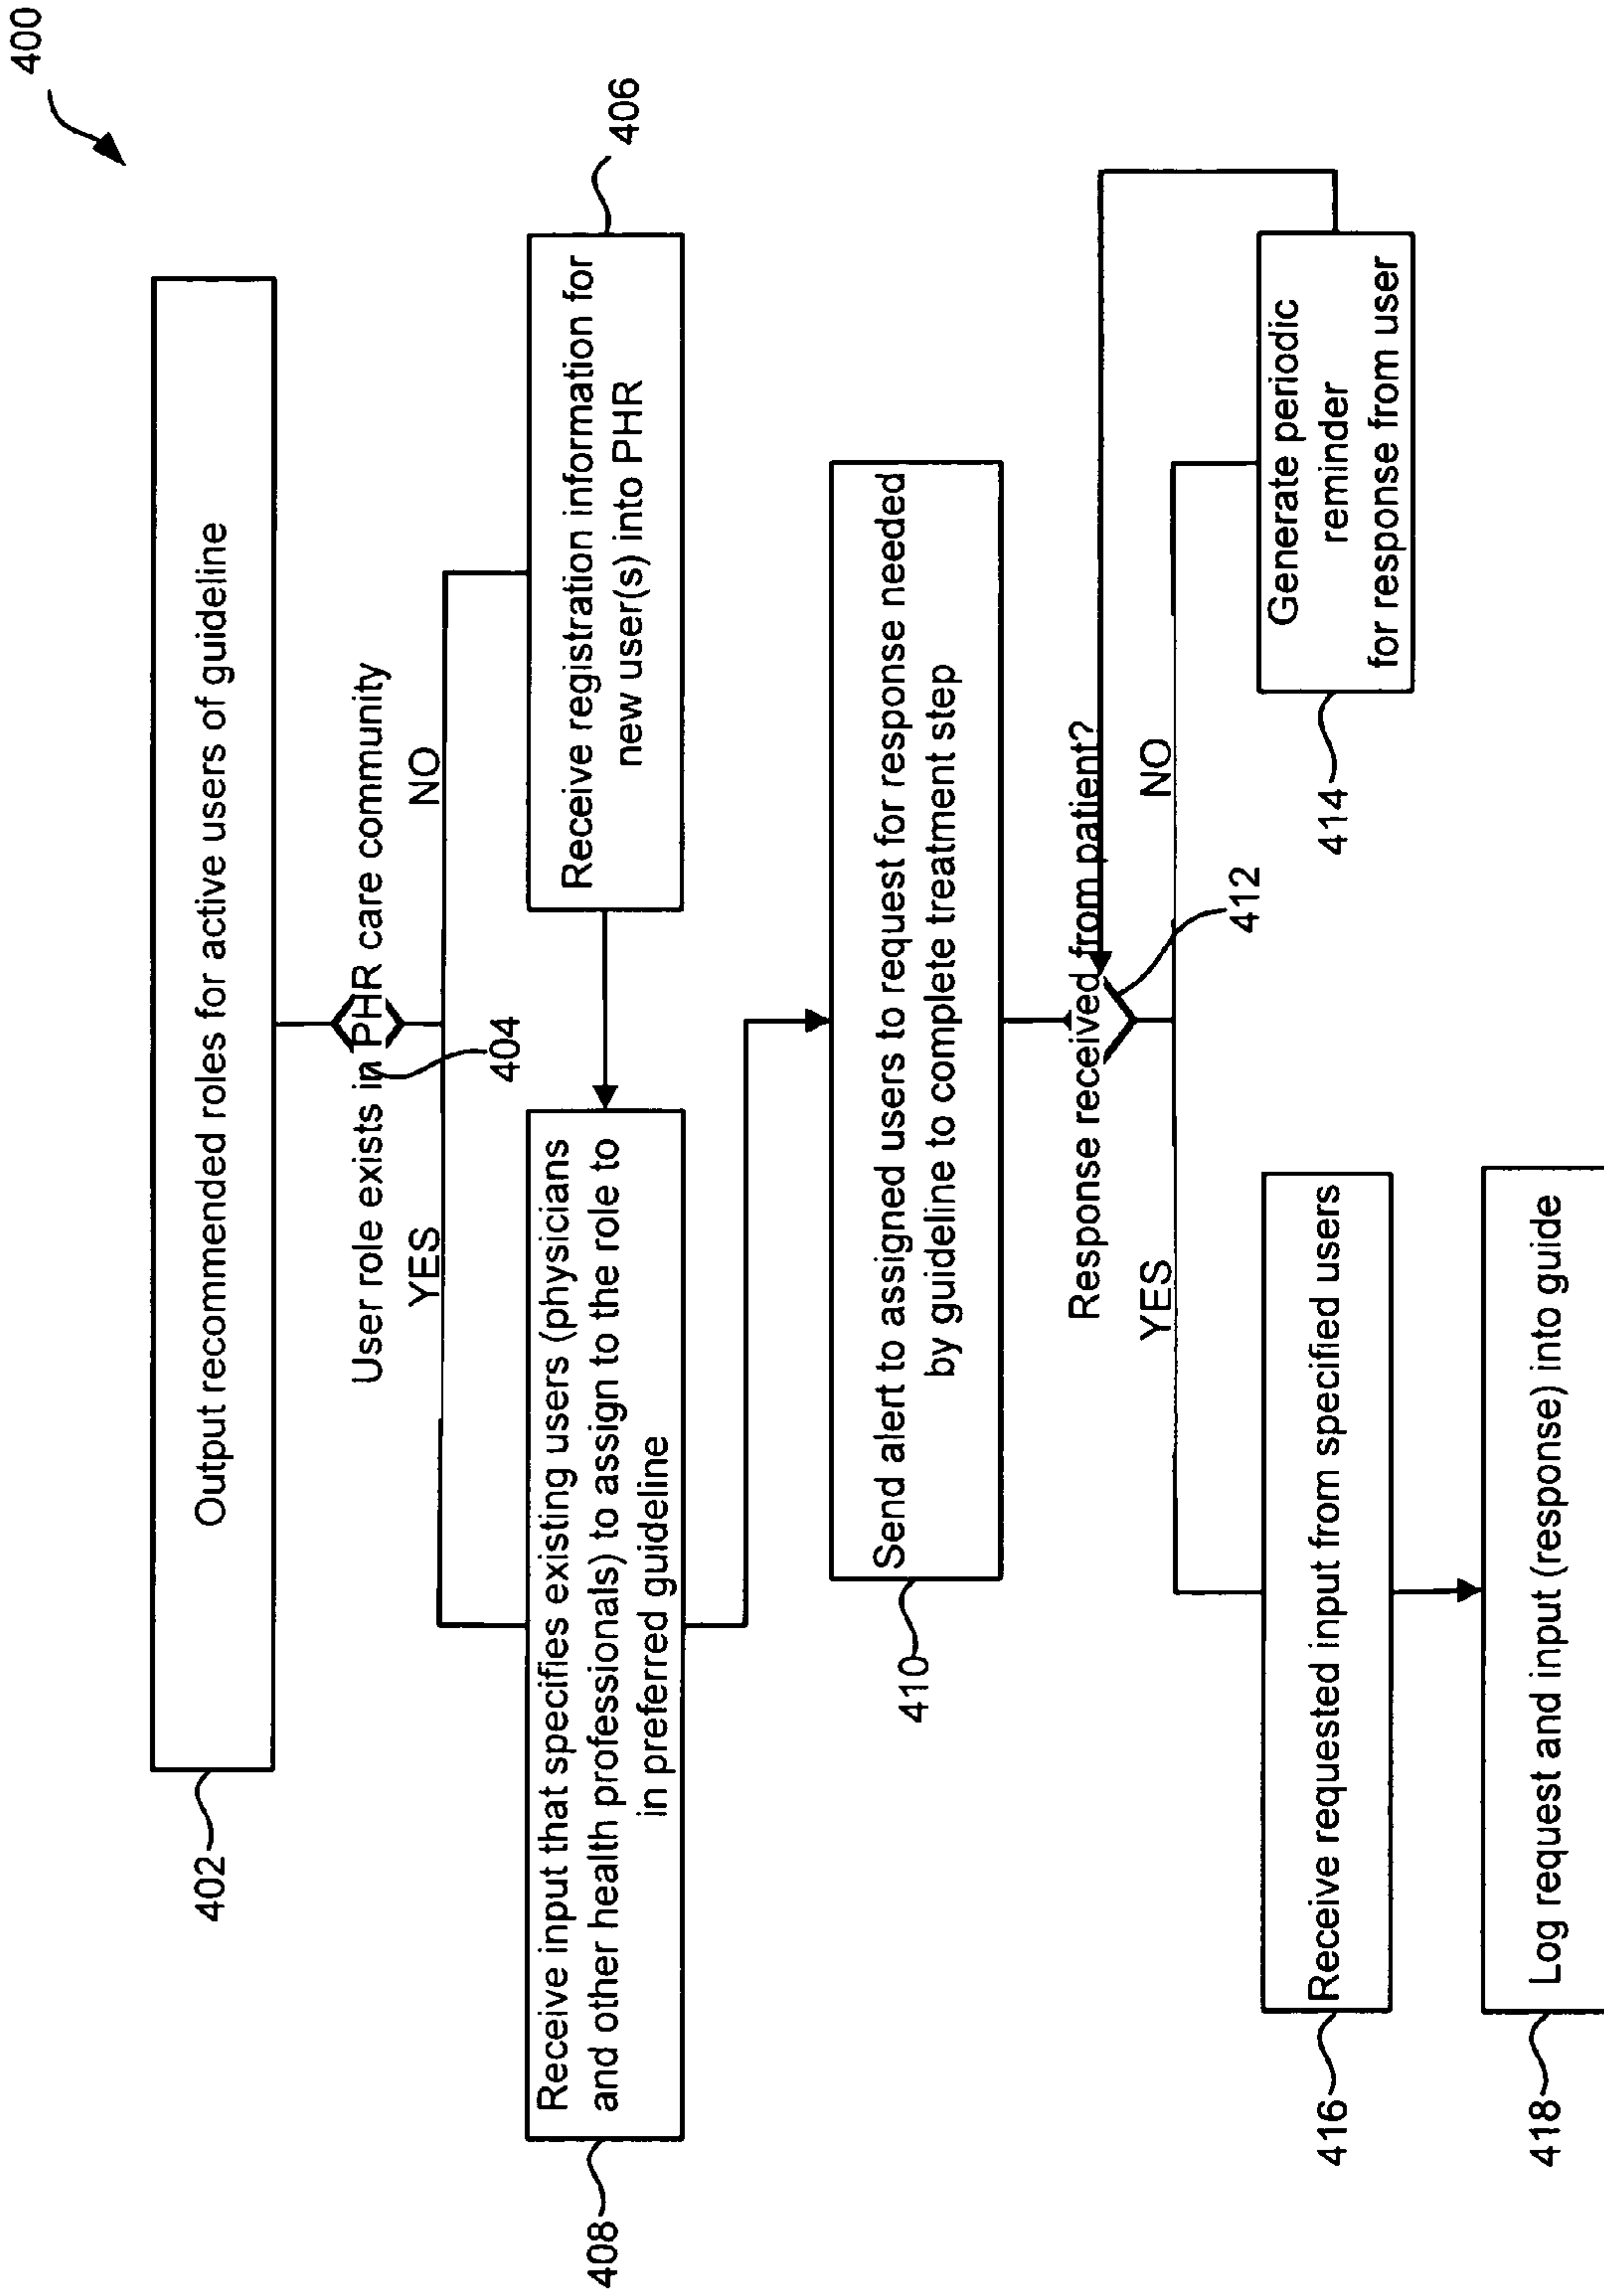 400
Output recommended roles for active users of guideline
402
User role exists in PHR care community
404
YES
NO
Receive registration information for
new user(s) into PHR
406
Receive input that specifies existing users (physicians
and other health professionals) to assign to the role to
in preferred guideline
408
Send alert to assigned users to request for response needed
by guideline to complete treatment step
410
Response received from patient?
412
YES
NO
Generate periodic
reminder
for response from user
414
Receive requested input from specified users
416
Log request and input (response) into guide
418